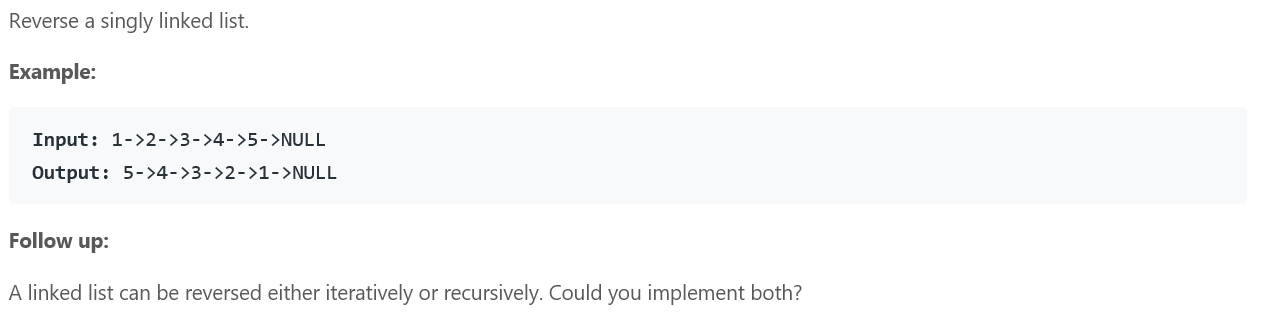 Reverse a singly linked list.
Example:
Input: 1->2->3->4->5->NULL
Output: 5->4->3->2->1->NULL
Follow up:
A linked list can be reversed either iteratively or recursively. Could you implement both?